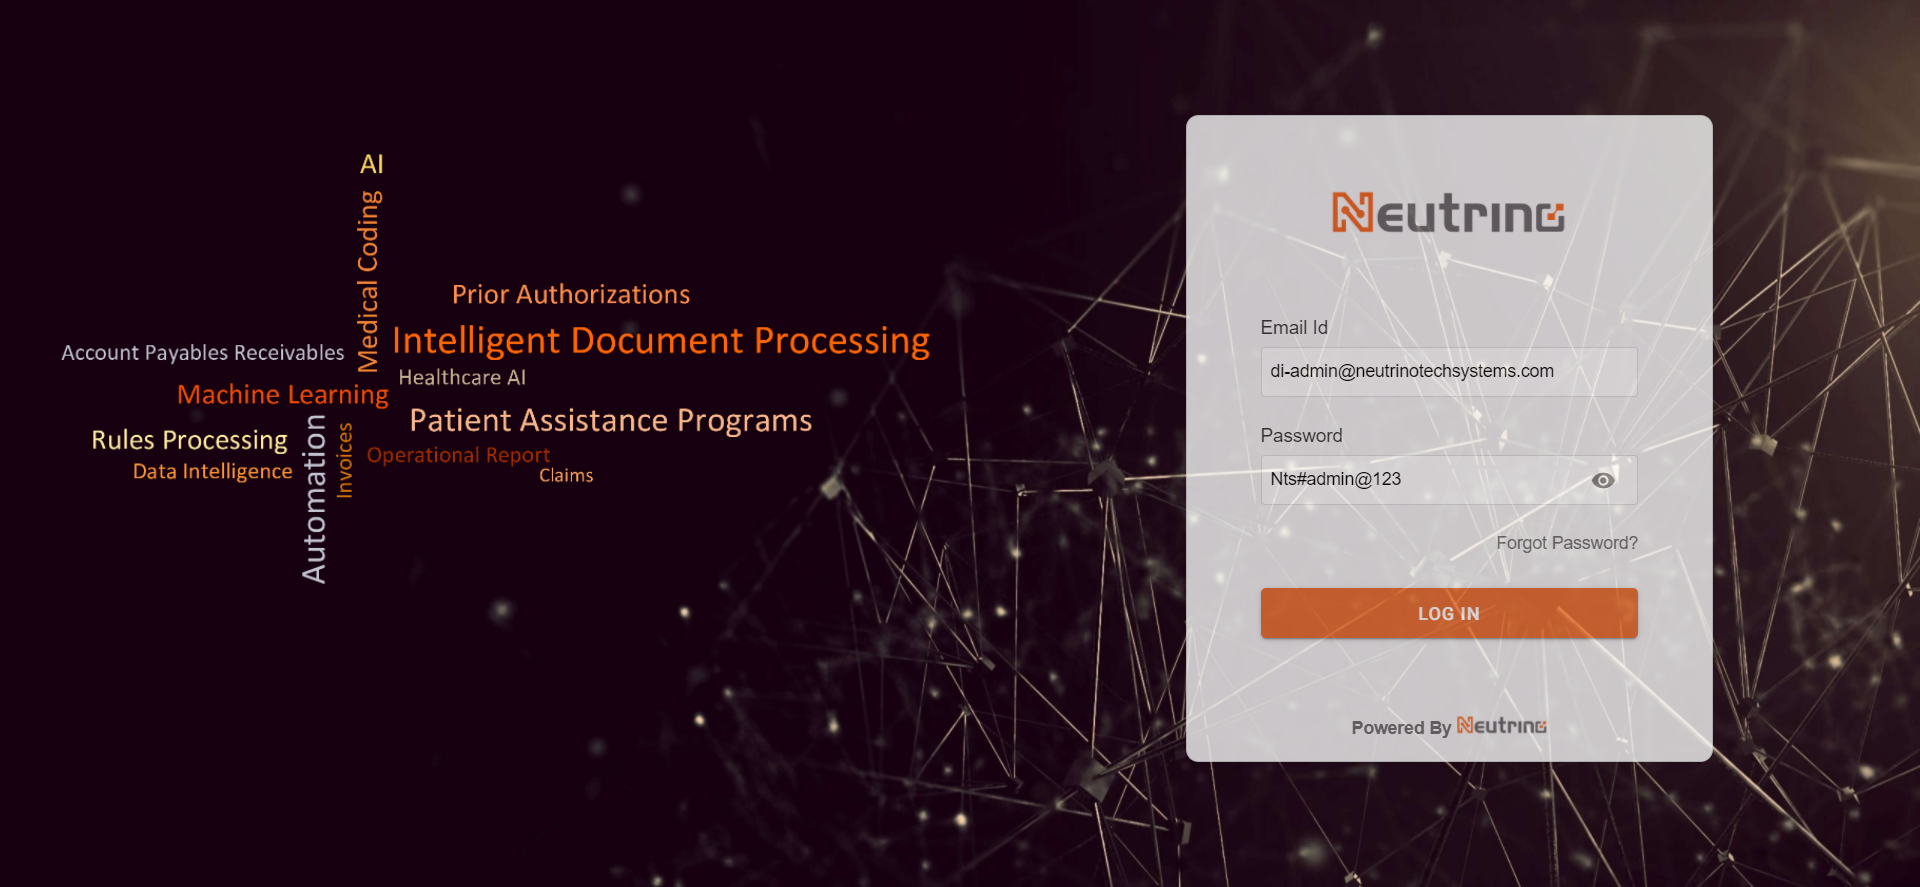 AI
Medical Coding
Prior Authorizations
Intelligent Document Processing
Account Payables Receivables
Healthcare AI
Machine Learning
Patient Assistance Programs
Rules Processing
Automation
Invoices
Operational Report
Data Intelligence
Claims
Neutrino
Email Id
di-admin@neutrinotechsystems.com
Password
Nts#admin@123
Forgot Password?
LOG IN
Powered By Neutrino